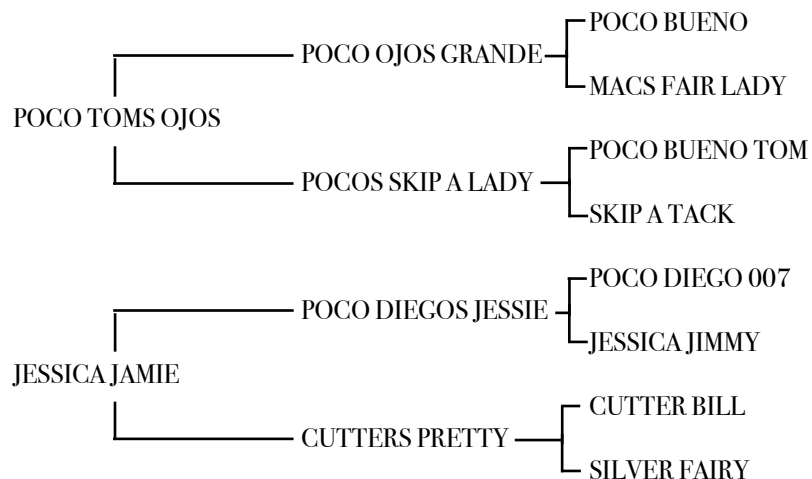 POCO BUENO
POCO OJOS GRANDE
MACS FAIR LADY
POCO TOMS OJOS
POCO BUENO TOM
POCOS SKIP A LADY
SKIP A TACK
POCO DIEGO 007
POCO DIEGOS JESSIE
JESSICA JIMMY
JESSICA JAMIE
CUTTER BILL
CUTTERS PRETTY
SILVER FAIRY